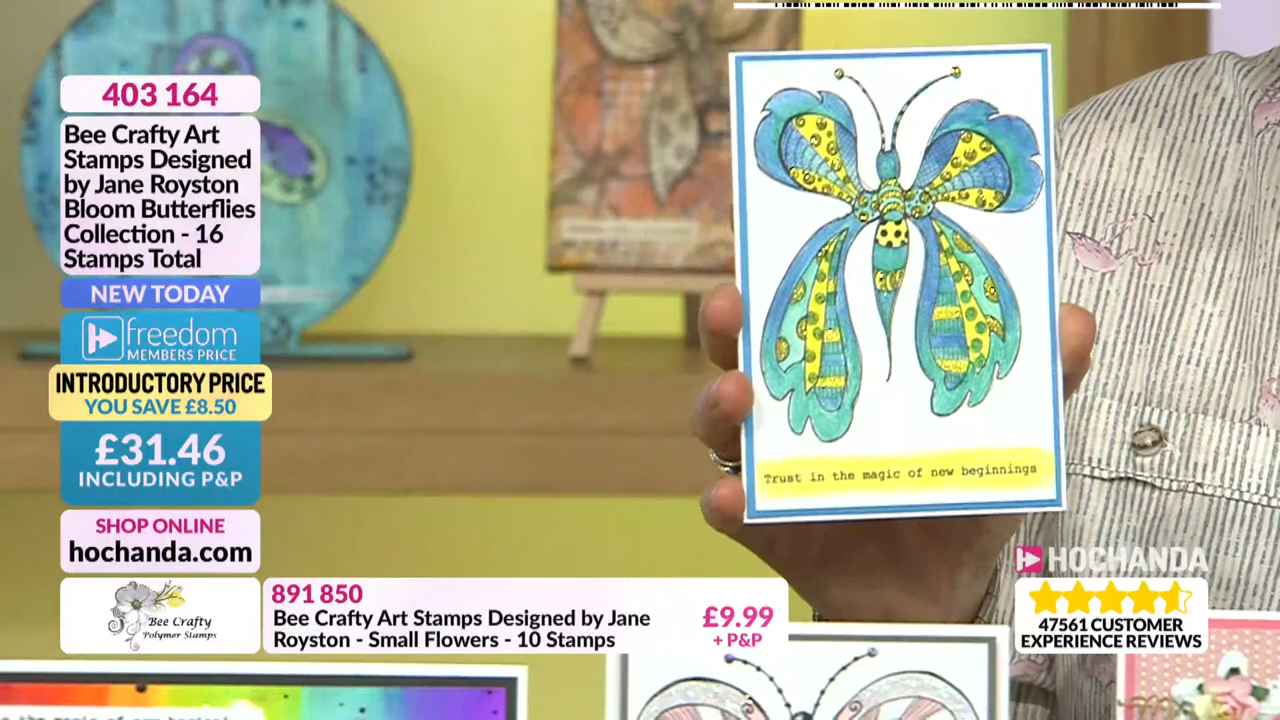 403 164
Bee Crafty Art
Stamps Designed
by Jane Royston
Bloom Butterflies
Collection - 16
Stamps Total
NEW TODAY
freedom
MEMBERS PRICE
INTRODUCTORY PRICE
YOU SAVE £8.50
£31.46
INCLUDING P&P
SHOP ONLINE
hochanda.com
Bee Crafty
Polymer Stamps
891 850
Bee Crafty Art Stamps Designed by Jane
Royston - Small Flowers - 10 Stamps
£9.99
+ P&P
Trust in the magic of new beginnings
HOCHANDA
47561 CUSTOMER
EXPERIENCE REVIEWS